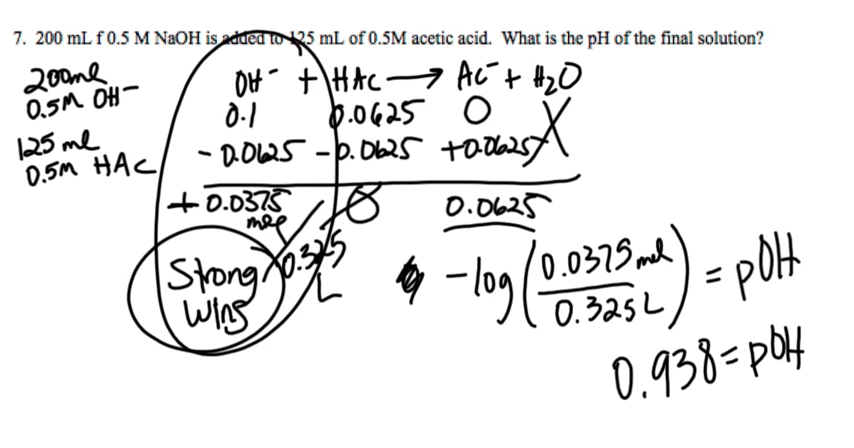 7. 200 mL f 0.5 M NaOH is added to 125 mL of 0.5M acetic acid. What is the pH of the final solution?
200ml
0.5M OH⁻
125 ml
0.5M HAC
OH⁻ + HAC → AC⁻ + H₂O
0.1 0.0625 0 X
- 0.0625 - 0.0625 +0.0625
+ 0.0375 0 0.0625
0.325
L
Strong
Wins
-log(0.0375 mol / 0.325L) = pOH
0.938 = pOH